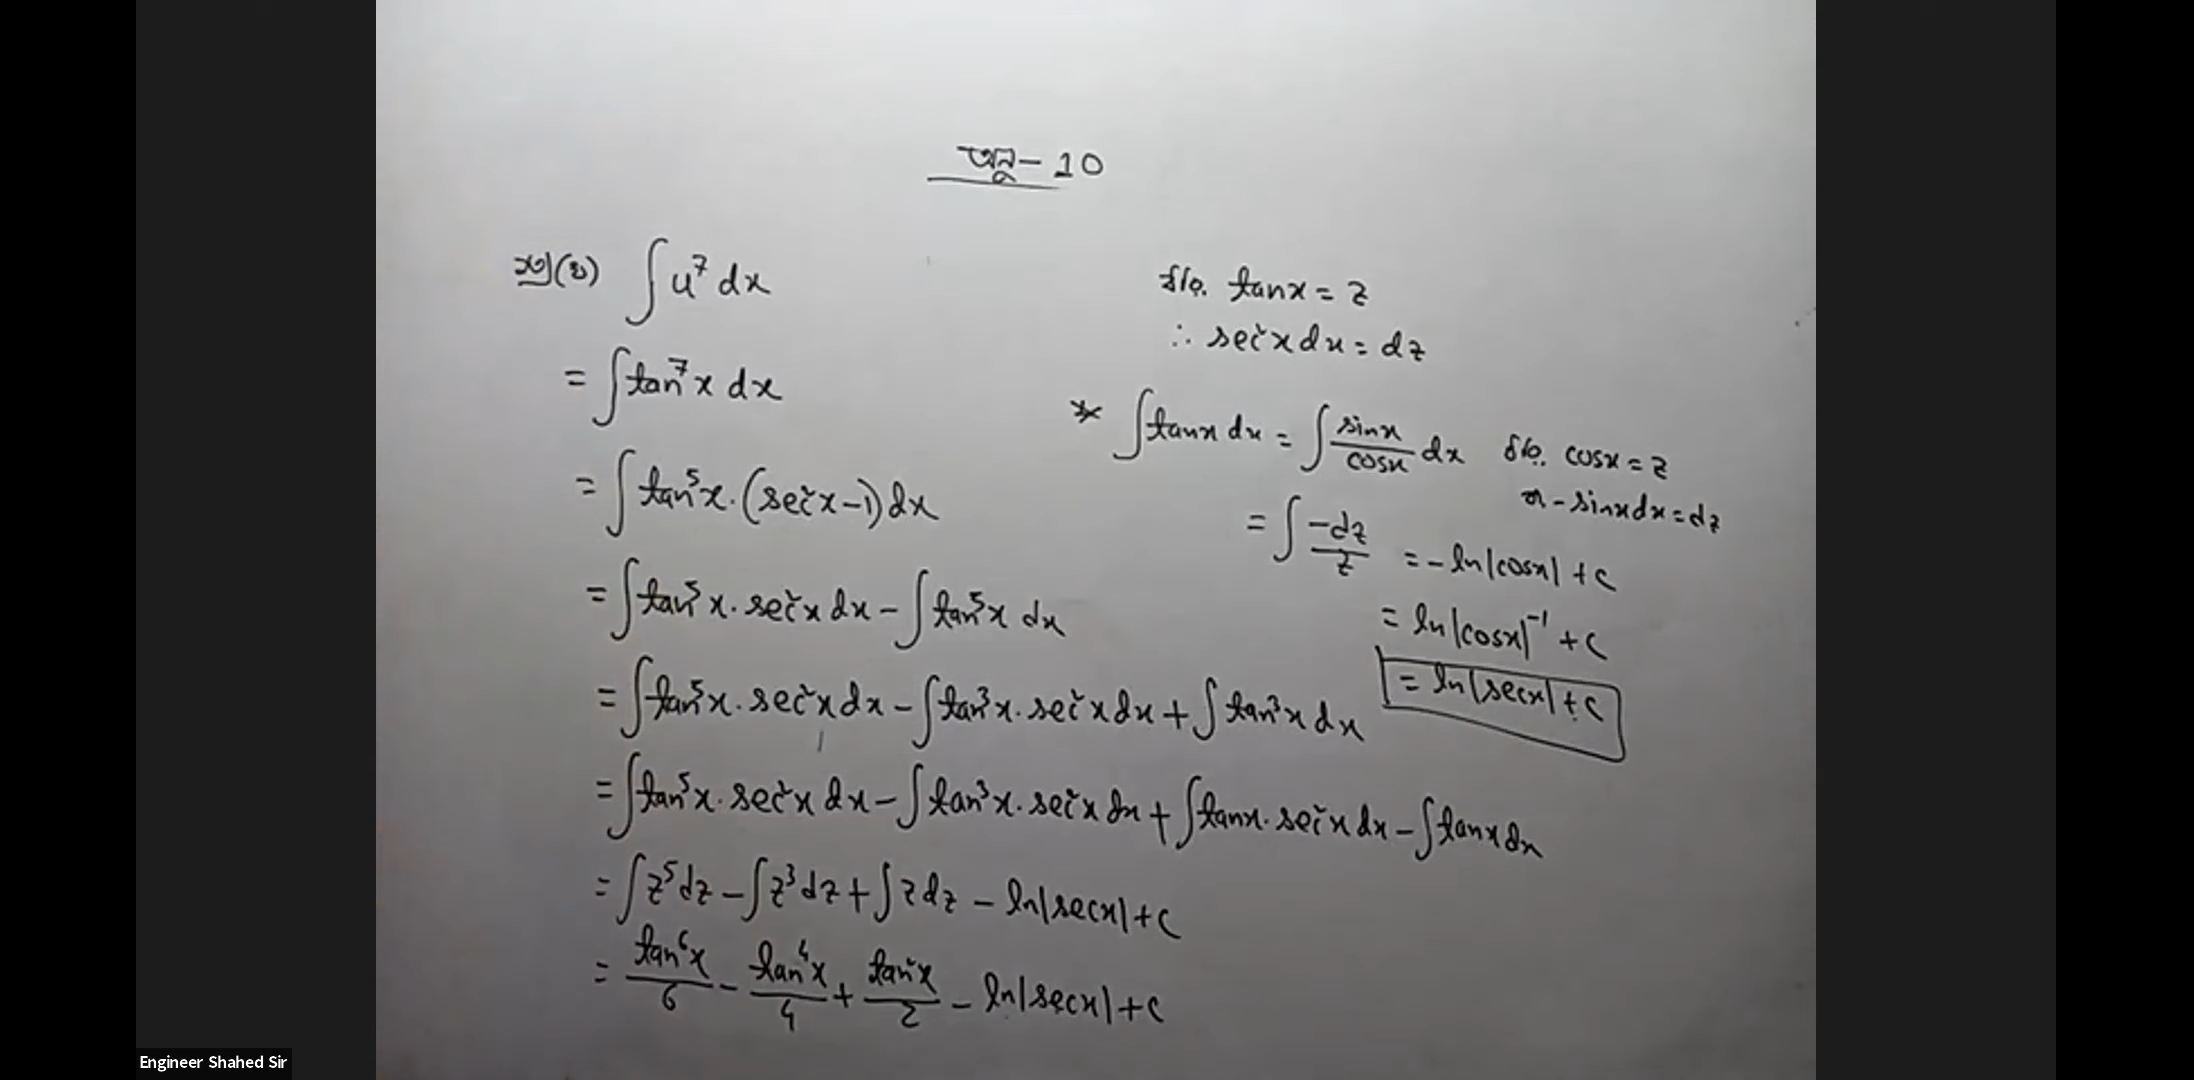 অনু- 10
∫u⁷ dx
= ∫tan⁷x dx
= ∫tan⁵x.(sec²x-1)dx
= ∫tan⁵x.sec²x dx - ∫tan⁵x dx
= ∫tan⁵x.sec²x dx - ∫tan³x.sec²x dx + ∫tan³x dx
= ∫tan⁵x.sec²x dx - ∫tan³x.sec²x dx + ∫tanx.sec²x dx - ∫tanx dx
= ∫z⁵dz - ∫z³dz + ∫z dz - ln|secx| + c
= tan⁶x/6 - tan⁴x/4 + tan²x/2 - ln|secx| + c
ধরি. tanx = z
∴ sec²x dx = dz
* ∫tanx dx = ∫sinx/cosx dx ধরি. cosx = z
বা -sinx dx = dz
= ∫-dz/z = -ln|cosx| + c
= ln|cosx|⁻¹ + c
= ln|secx| + c
Engineer Shahed Sir